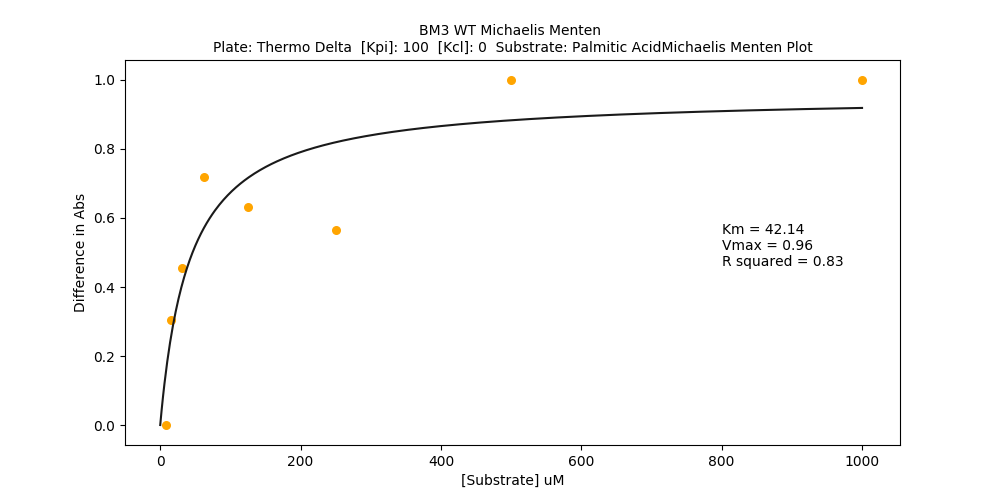 BM3 WT Michaelis Menten
Plate: Thermo Delta  [Kpi]: 100  [Kcl]: 0  Substrate: Palmitic AcidMichaelis Menten Plot
1.0
0.8
0.6
0.4
0.2
0.0
Difference in Abs
Km = 42.14
Vmax = 0.96
R squared = 0.83
0 200 400 600 800 1000
[Substrate] uM